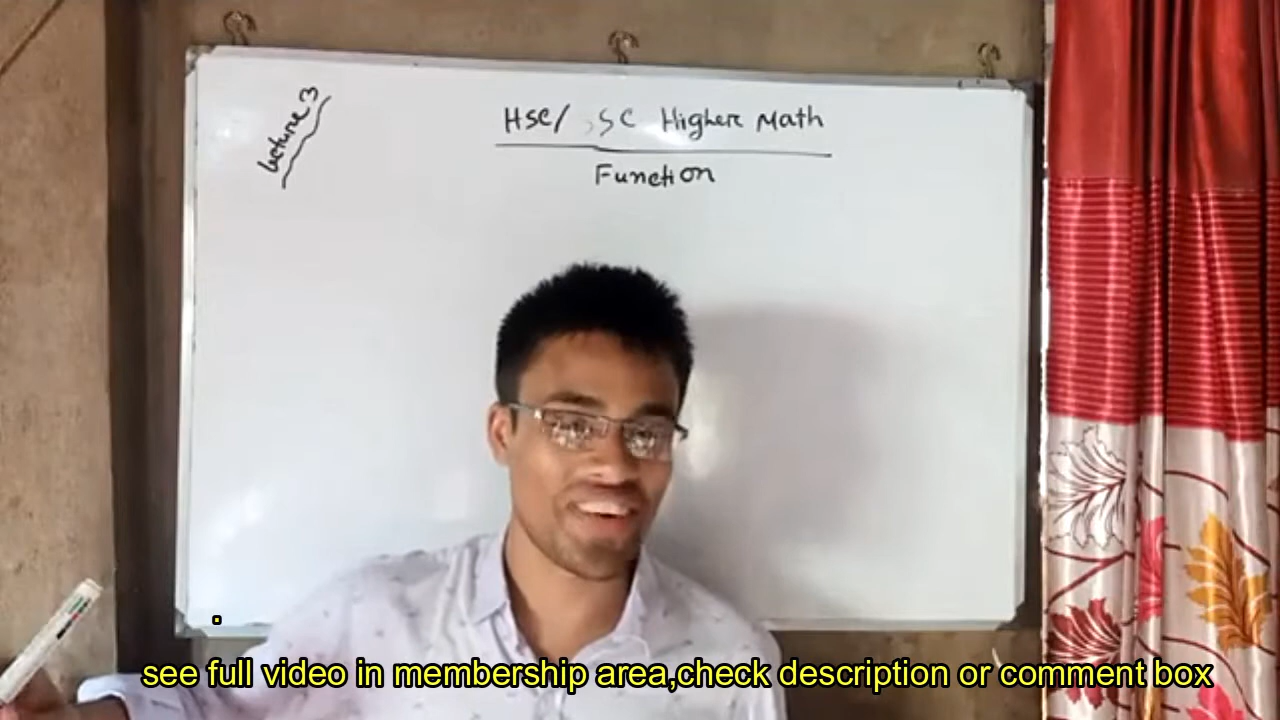 Lecture 3
HSC/ SC Higher Math
Function
see full video in membership area,check description or comment box